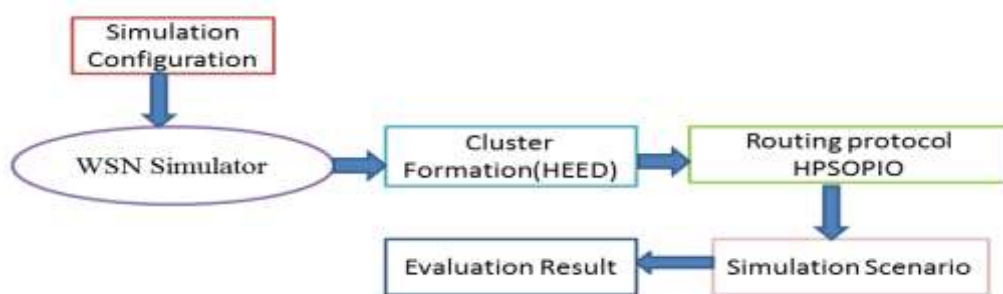 Simulation
Configuration
WSN Simulator
Cluster
Formation(HEED)
Routing protocol
HPSOPIO
Evaluation Result
Simulation Scenario